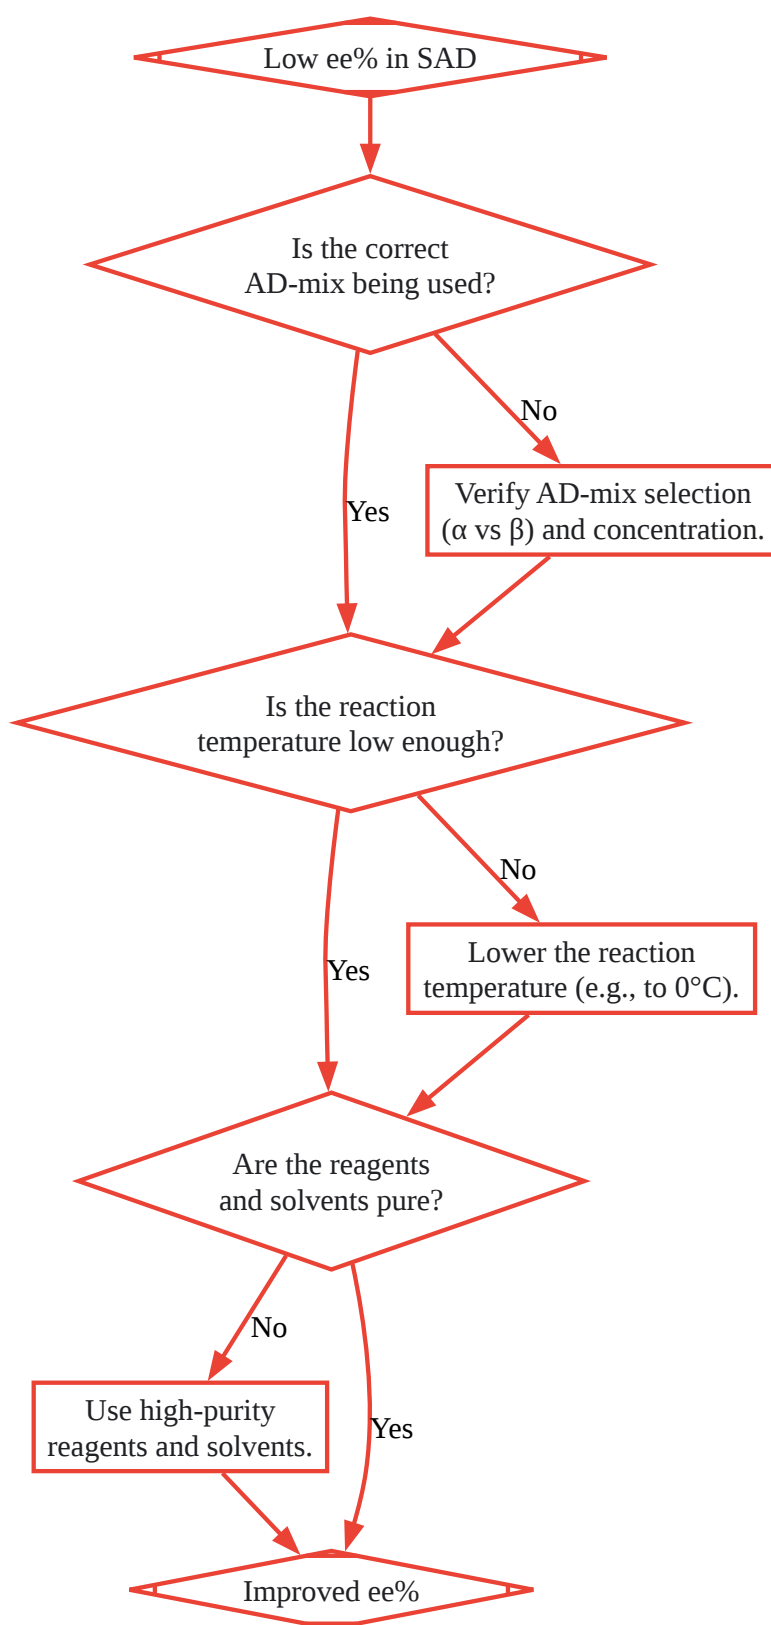 Low ee% in SAD
Is the correct
AD-mix being used?
No
Verify AD-mix selection
(α vs β) and concentration.
Yes
Is the reaction
temperature low enough?
No
Lower the reaction
temperature (e.g., to 0°C).
Yes
Are the reagents
and solvents pure?
No
Use high-purity
reagents and solvents.
Yes
Improved ee%